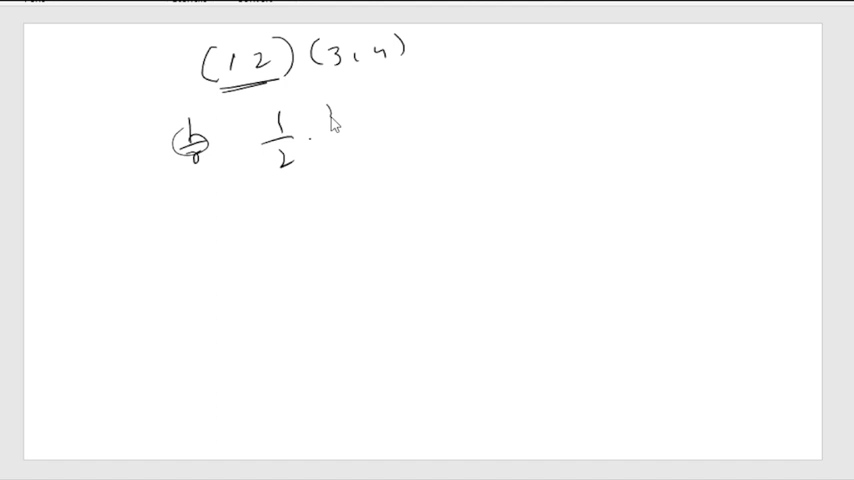 (1 2) (3, 4)
1/2 .